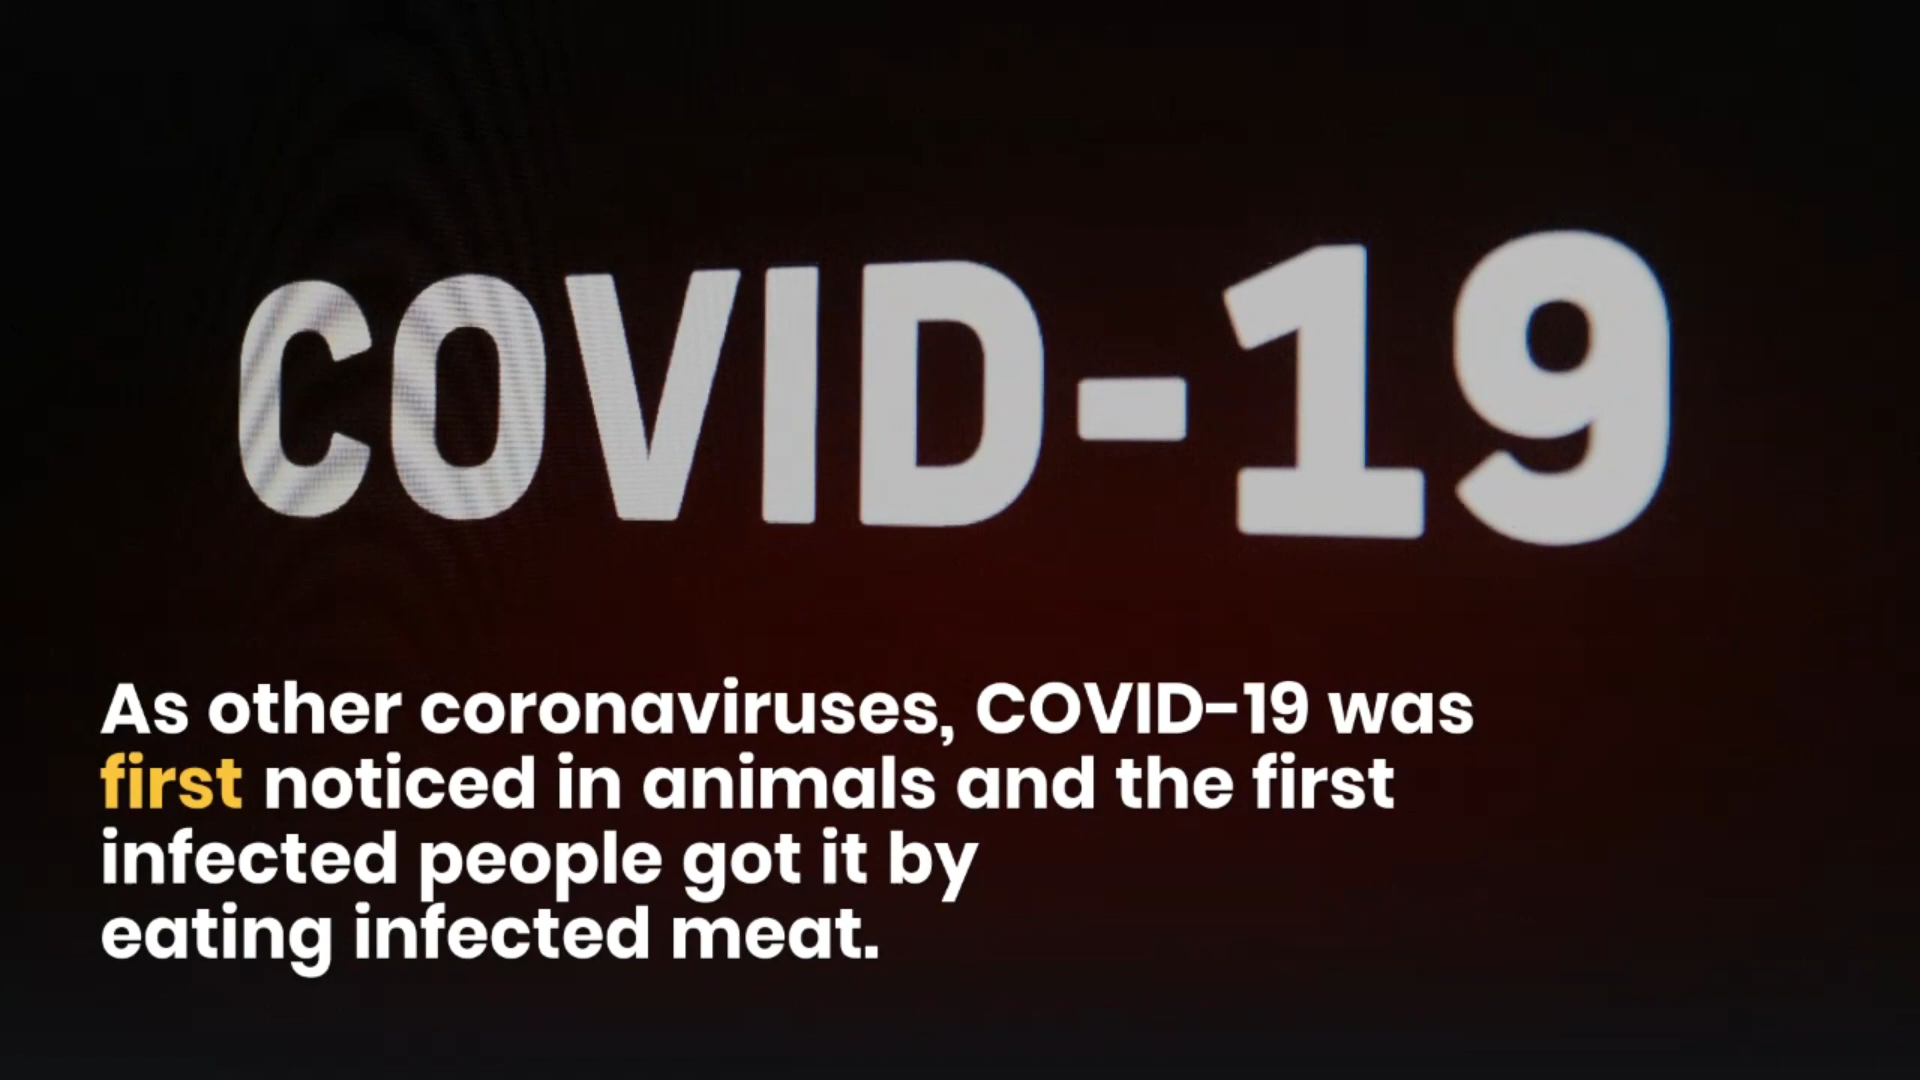 COVID-19
As other coronaviruses, COVID-19 was
first noticed in animals and the first
infected people got it by
eating infected meat.